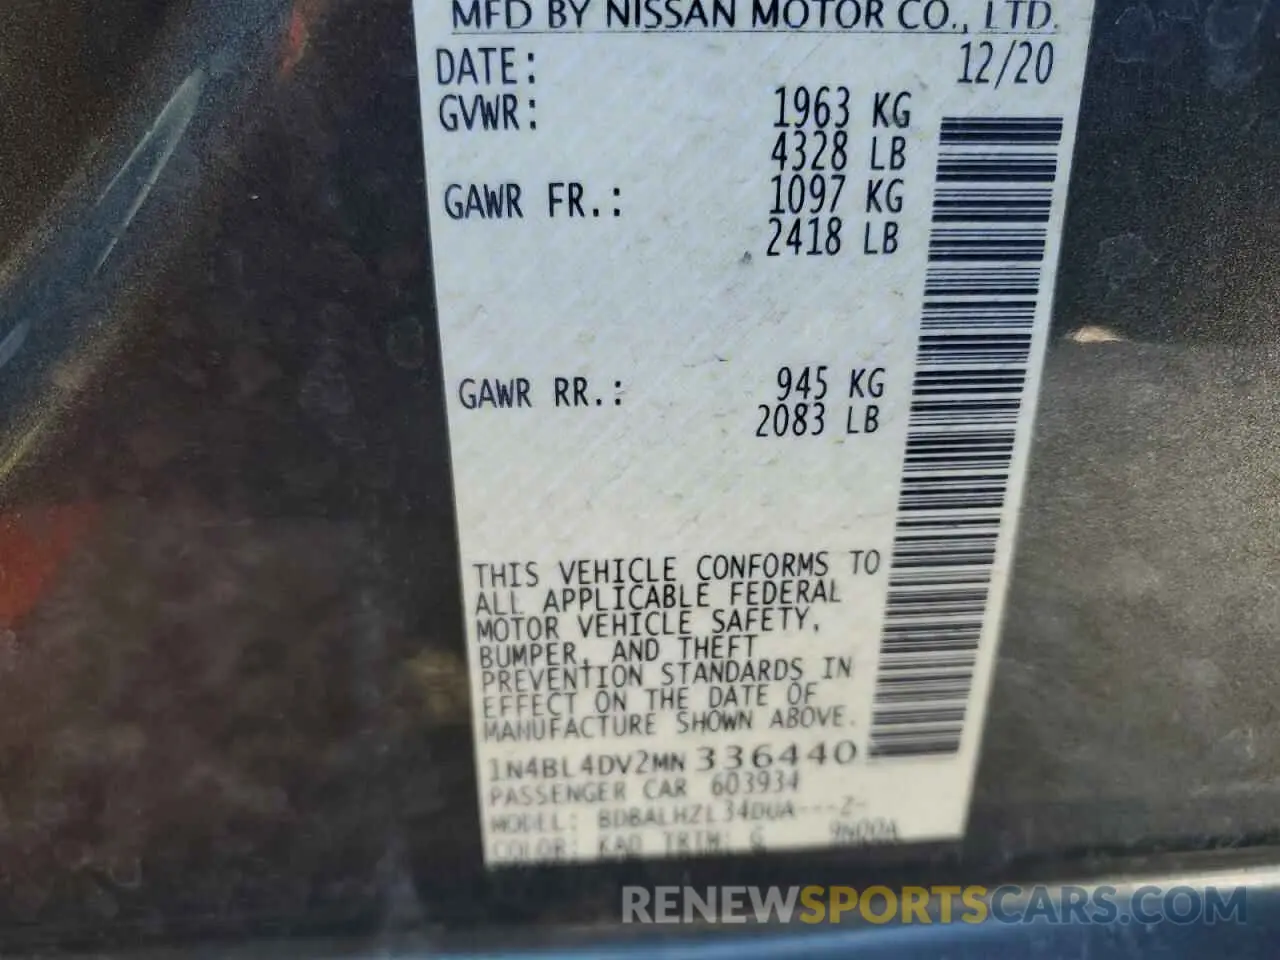 MFD BY NISSAN MOTOR CO., LTD.
DATE: 12/20
GVWR: 1963 KG
4328 LB
GAWR FR.: 1097 KG
2418 LB
GAWR RR.: 945 KG
2083 LB
THIS VEHICLE CONFORMS TO
ALL APPLICABLE FEDERAL
MOTOR VEHICLE SAFETY,
BUMPER, AND THEFT
PREVENTION STANDARDS IN
EFFECT ON THE DATE OF
MANUFACTURE SHOWN ABOVE.
1N4BL4DV2MN336440
PASSENGER CAR 603934
MODEL: BDBALHZL34DUA---Z-
COLOR: KAD TRIM: G
RENEWSPORTSCARS.COM